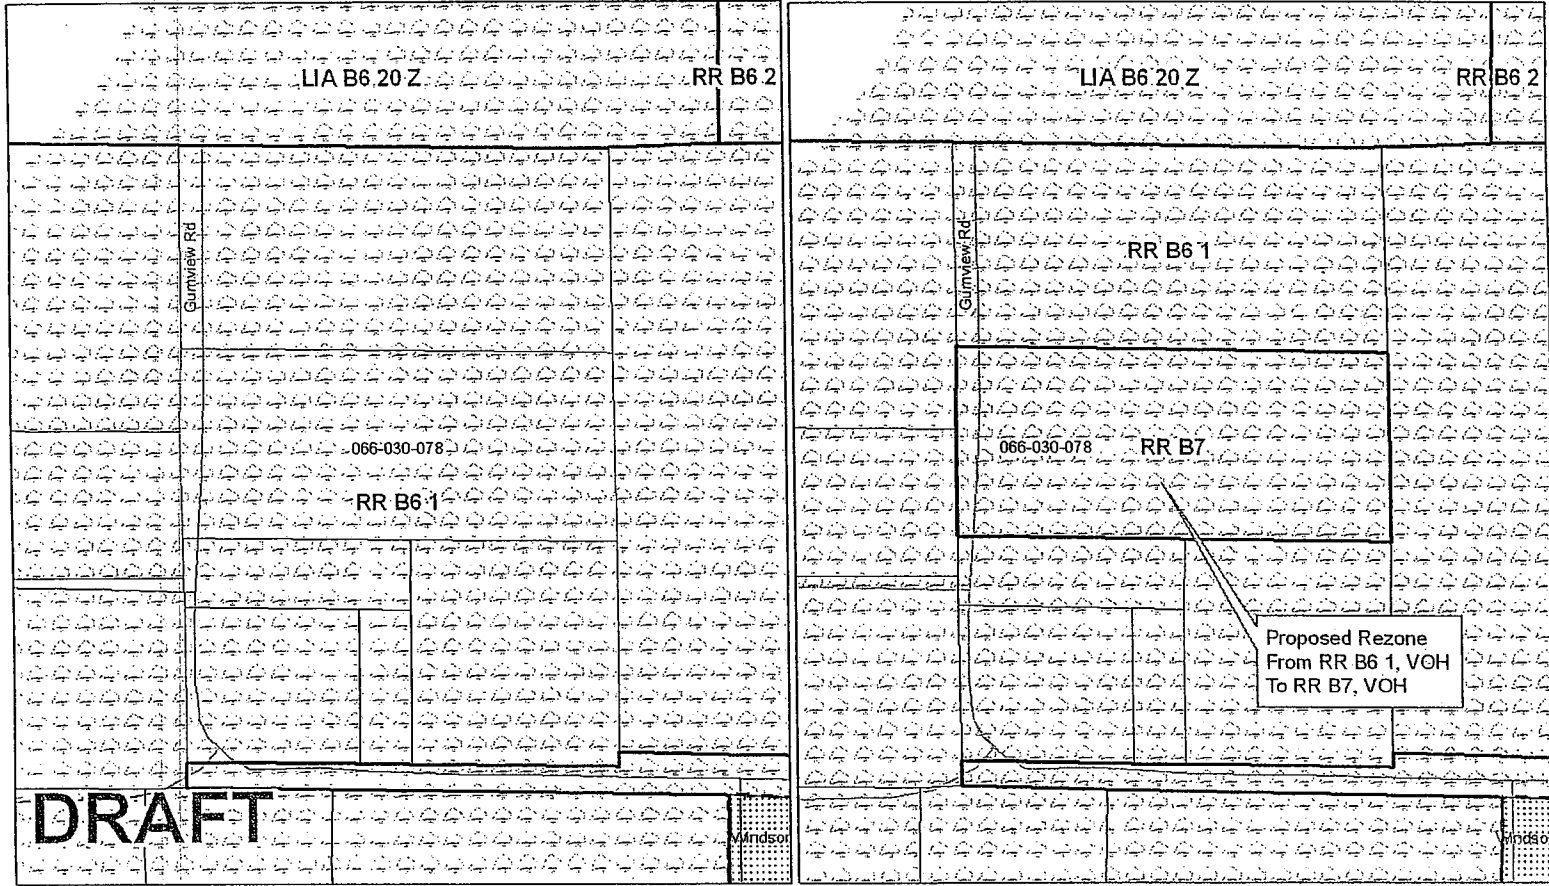 LIA B6 20 Z
RR B6 2
Gumview Rd
066-030-078
RR B6 1
DRAFT
Windsor
LIA B6 20 Z
RR B6 2
Gumview Rd
RR B6 1
066-030-078
RR B7
Proposed Rezone
From RR B6 1, VOH
To RR B7, VOH
Windso